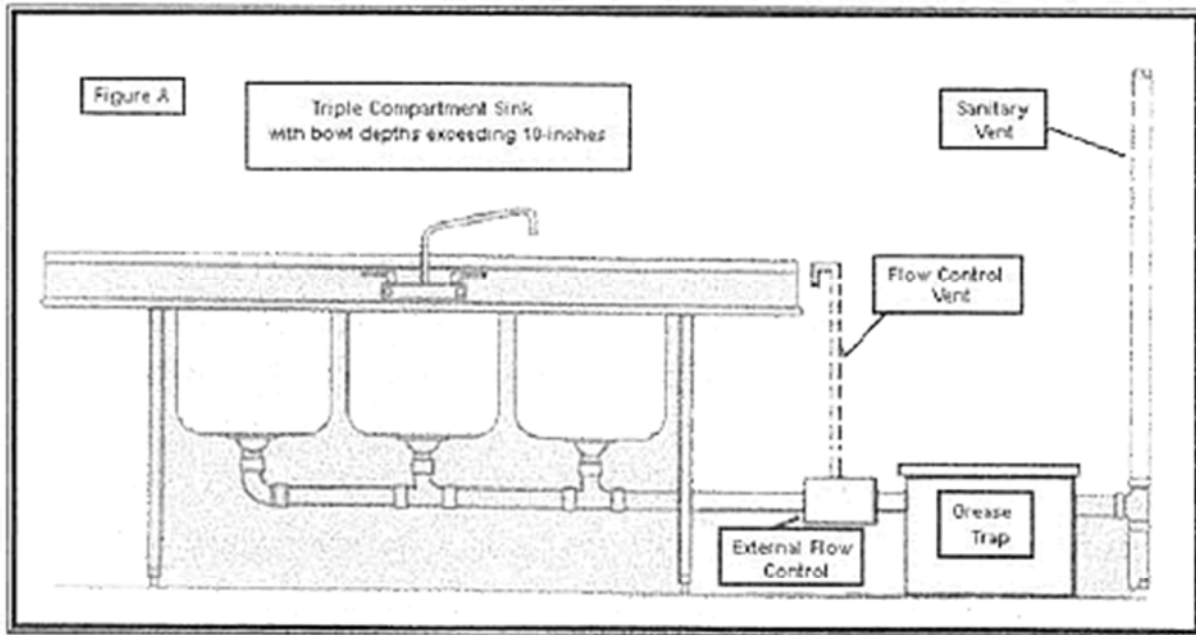 Figure A
Triple Compartment Sink
with bowl depths exceeding 10-inches
Sanitary
Vent
Flow Control
Vent
External Flow
Control
Grease
Trap